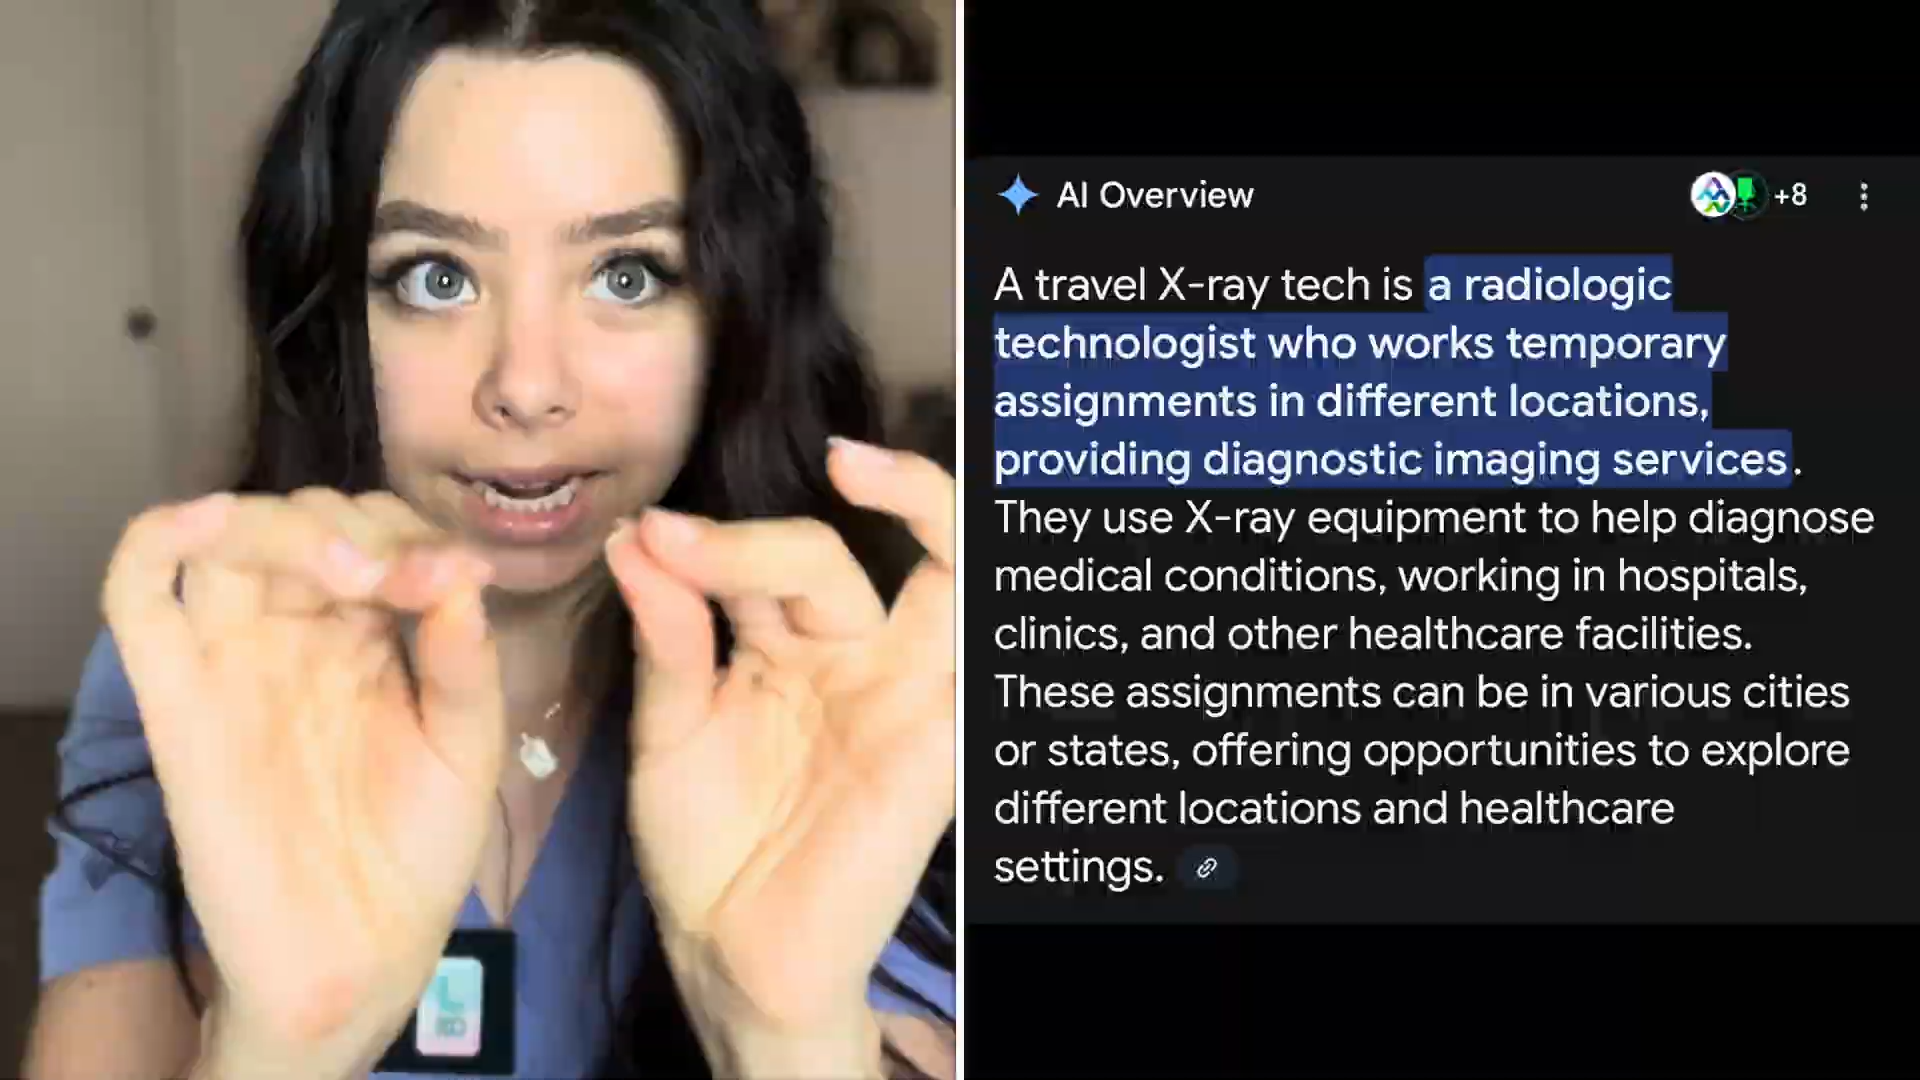 AI Overview
+8
A travel X-ray tech is a radiologic
technologist who works temporary
assignments in different locations,
providing diagnostic imaging services.
They use X-ray equipment to help diagnose
medical conditions, working in hospitals,
clinics, and other healthcare facilities.
These assignments can be in various cities
or states, offering opportunities to explore
different locations and healthcare
settings.